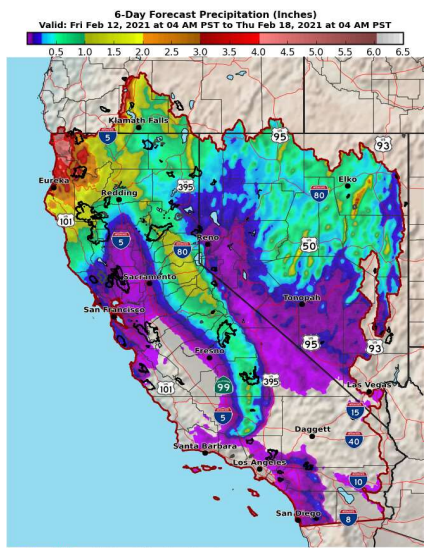 6-Day Forecast Precipitation (Inches)
Valid: Fri Feb 12, 2021 at 04 AM PST to Thu Feb 18, 2021 at 04 AM PST
0.5 1.0 1.5 2.0 2.5 3.0 3.5 4.0 4.5 5.0 5.5 6.0 6.5
Klamath Falls
5
95
93
Eureka
Redding
395
Elko
80
101
5
Reno
80
50
Sacramento
San Francisco
Tonopah
Fresno
95
93
101
99
395
Las Vegas
5
15
Daggett
40
Santa Barbara
Los Angeles
10
San Diego
8